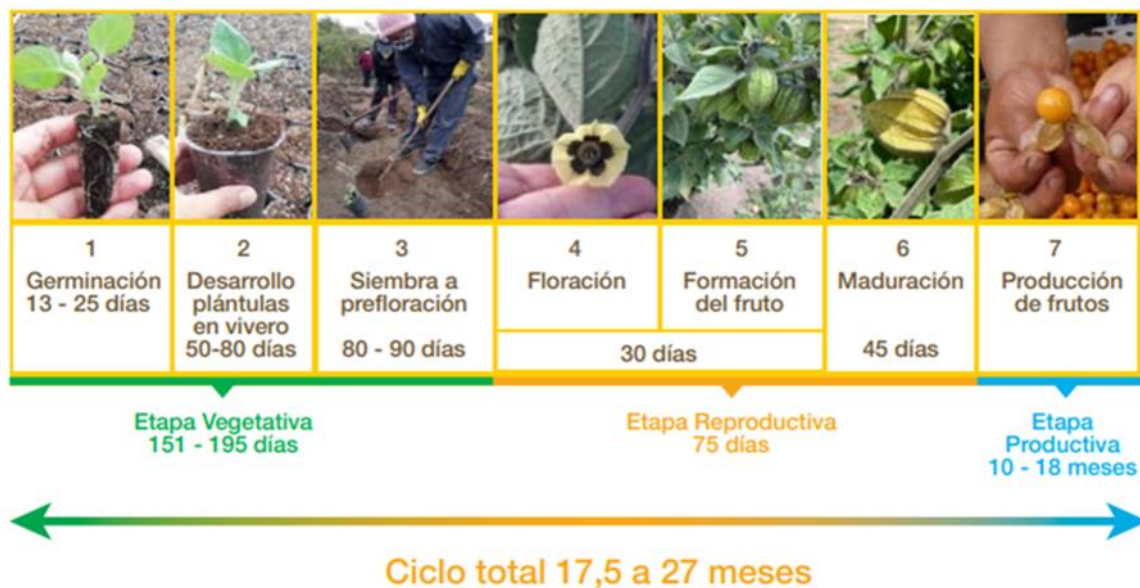 1
Germinación
13 - 25 días
2
Desarrollo
plántulas
en vivero
50-80 días
3
Siembra a
prefloración
80 - 90 días
4
Floración
5
Formación
del fruto
30 días
6
Maduración
45 días
7
Producción
de frutos
Etapa Vegetativa
151 - 195 días
Etapa Reproductiva
75 días
Etapa
Productiva
10 - 18 meses
Ciclo total 17,5 a 27 meses